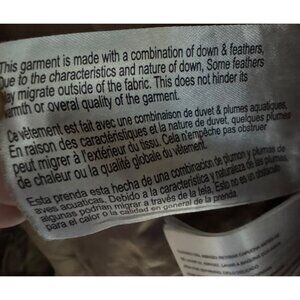 This garment is made with a combination of down & feathers,
Due to the characteristics and nature of down, Some feathers
May migrate outside of the fabric. This does not hinder its
warmth or overal quality of the garment.
Ce vêtement est fait avec une combinaison de duvet & plumes aquatiques,
En raison des caractéristiques et la nature de duvet, quelques plumes
peut migrer à l'extérieur du tissu. Cela n'empêche pas obstruer
de chaleur ou la qualité globale du vêtement.
Esta prenda esta hecha de una combinacion de plumon y plumas de
aves aquaticas. Debido a la característica y naturaleza de las plumas,
algunas podrian migrar a través de la tela. Esto no es un obstaculo
para el calor o la calidad en general de la prenda